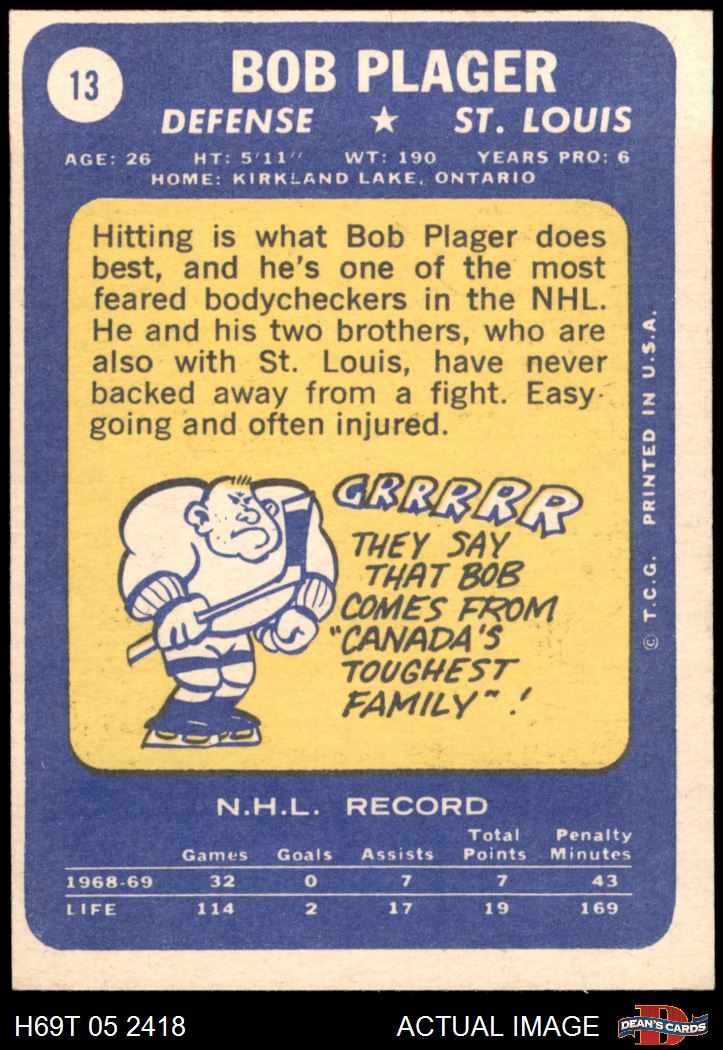 13
BOB PLAGER
DEFENSE ★ ST. LOUIS
AGE: 26 HT: 5'11" WT: 190 YEARS PRO: 6
HOME: KIRKLAND LAKE, ONTARIO
Hitting is what Bob Plager does
best, and he's one of the most
feared bodycheckers in the NHL.
He and his two brothers, who are
also with St. Louis, have never
backed away from a fight. Easy-
going and often injured.
GRRRRR
THEY SAY
THAT BOB
COMES FROM
"CANADA'S
TOUGHEST
FAMILY"!
© T.C.G. PRINTED IN U.S.A.
N.H.L. RECORD
Games Goals Assists Total Points Penalty Minutes
1968-69 32 0 7 7 43
LIFE 114 2 17 19 169
H69T 05 2418 ACTUAL IMAGE
D
DEAN'S CARDS